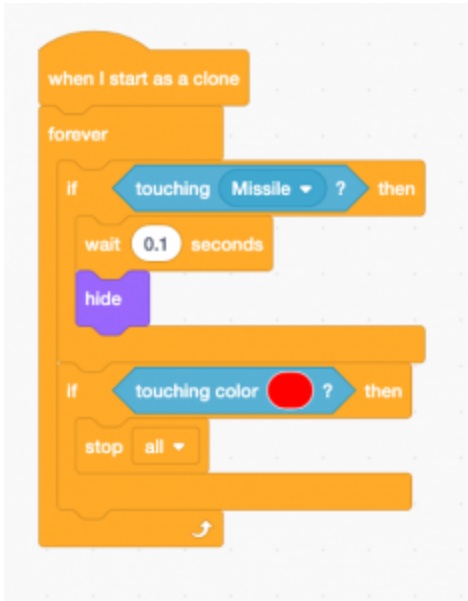 when I start as a clone
forever
if touching Missile ? then
wait 0.1 seconds
hide
if touching color ? then
stop all